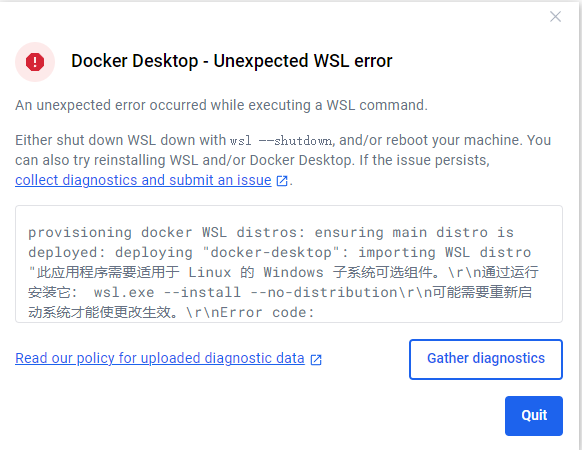 Docker Desktop - Unexpected WSL error
An unexpected error occurred while executing a WSL command.
Either shut down WSL down with wsl --shutdown, and/or reboot your machine. You
can also try reinstalling WSL and/or Docker Desktop. If the issue persists,
collect diagnostics and submit an issue.
provisioning docker WSL distros: ensuring main distro is
deployed: deploying "docker-desktop": importing WSL distro
"此应用程序需要适用于 Linux 的 Windows 子系统可选组件。\r\n通过运行
安装它: wsl.exe --install --no-distribution\r\n可能需要重新启
动系统才能使更改生效。\r\nError code:
Read our policy for uploaded diagnostic data
Gather diagnostics
Quit